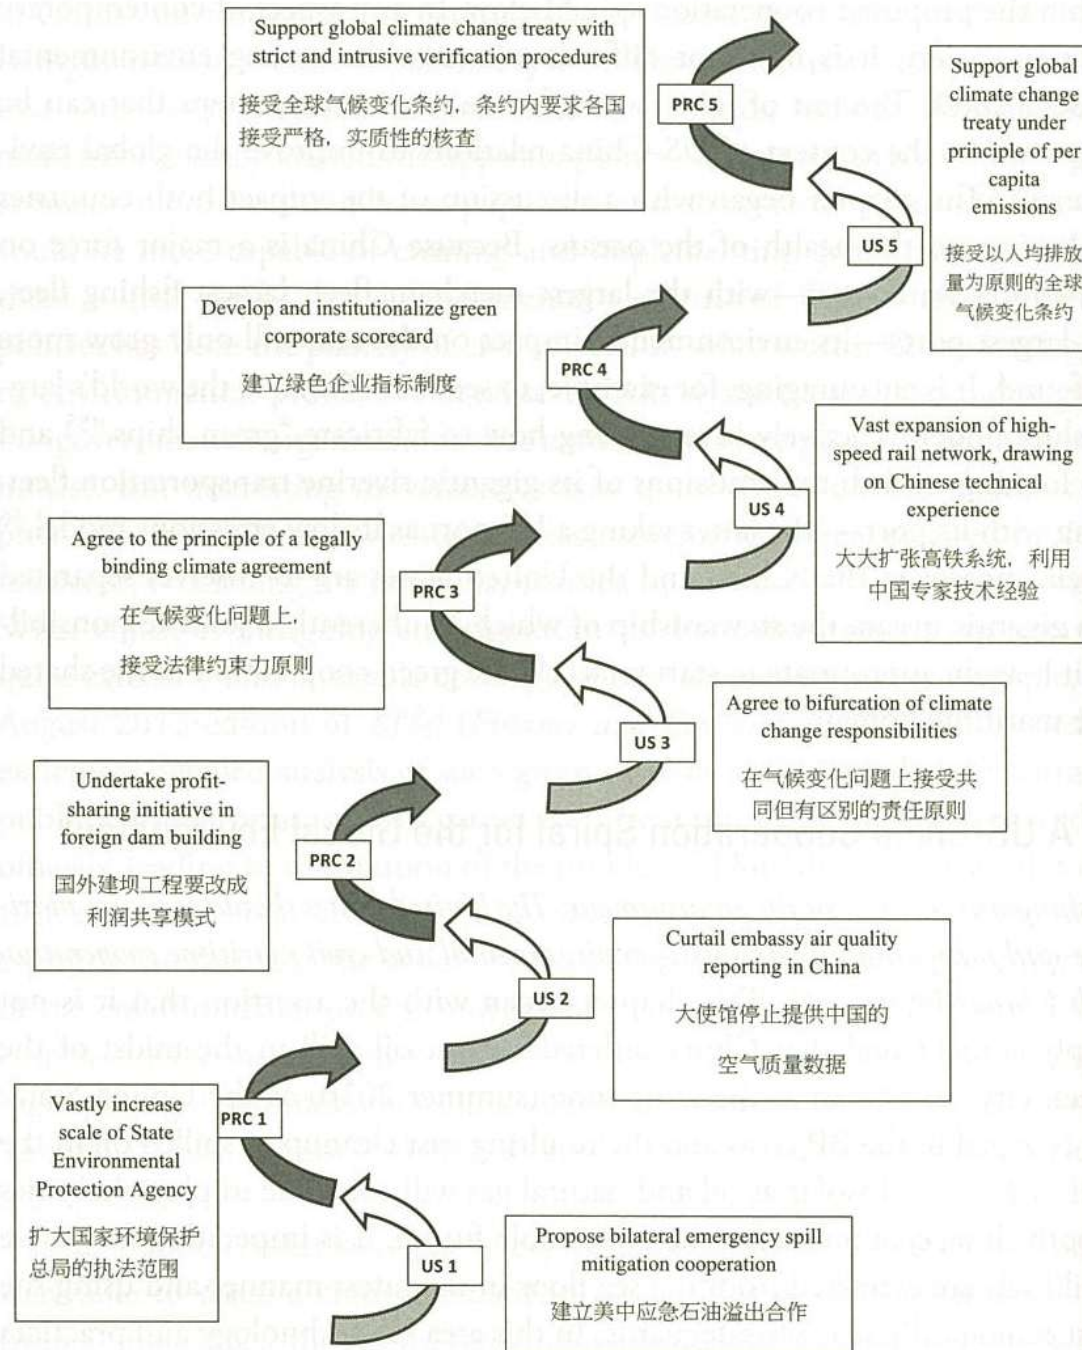 Support global climate change treaty with
strict and intrusive verification procedures
接受全球气候变化条约，条约内要求各国
接受严格，实质性的核查
PRC 5
Support global
climate change
treaty under
principle of per
capita
emissions
接受以人均排放
量为原则的全球
气候变化条约
US 5
Develop and institutionalize green
corporate scorecard
建立绿色企业指标制度
PRC 4
Vast expansion of high-
speed rail network, drawing
on Chinese technical
experience
大大扩张高铁系统，利用
中国专家技术经验
US 4
Agree to the principle of a legally
binding climate agreement
在气候变化问题上，
接受法律约束力原则
PRC 3
Agree to bifurcation of climate
change responsibilities
在气候变化问题上接受共
同但有区别的责任原则
US 3
Undertake profit-
sharing initiative in
foreign dam building
国外建坝工程要改成
利润共享模式
PRC 2
Curtail embassy air quality
reporting in China
大使馆停止提供中国的
空气质量数据
US 2
Vastly increase
scale of State
Environmental
Protection Agency
扩大国家环境保护
总局的执法范围
PRC 1
Propose bilateral emergency spill
mitigation cooperation
建立美中应急石油溢出合作
US 1